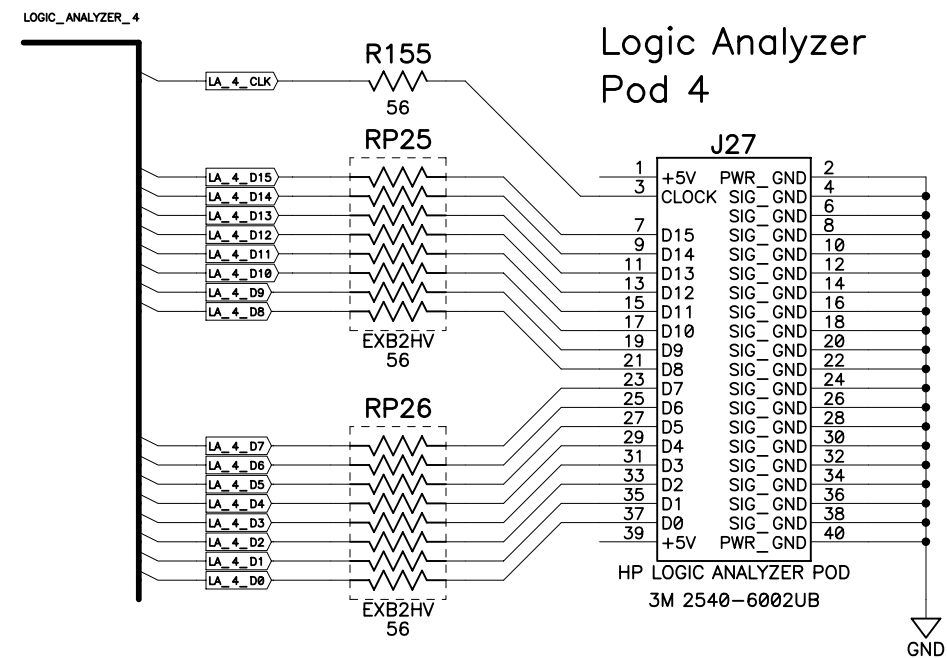 LOGIC_ANALYZER_4
Logic Analyzer
Pod 4
R155
LA_4_CLK
56
RP25
LA_4_D15
LA_4_D14
LA_4_D13
LA_4_D12
LA_4_D11
LA_4_D10
LA_4_D9
LA_4_D8
EXB2HV
56
RP26
LA_4_D7
LA_4_D6
LA_4_D5
LA_4_D4
LA_4_D3
LA_4_D2
LA_4_D1
LA_4_D0
EXB2HV
56
J27
1 +5V PWR_GND 2
3 CLOCK SIG_GND 4
SIG_GND 6
7 D15 SIG_GND 8
9 D14 SIG_GND 10
11 D13 SIG_GND 12
13 D12 SIG_GND 14
15 D11 SIG_GND 16
17 D10 SIG_GND 18
19 D9 SIG_GND 20
21 D8 SIG_GND 22
23 D7 SIG_GND 24
25 D6 SIG_GND 26
27 D5 SIG_GND 28
29 D4 SIG_GND 30
31 D3 SIG_GND 32
33 D2 SIG_GND 34
35 D1 SIG_GND 36
37 D0 SIG_GND 38
39 +5V PWR_GND 40
HP LOGIC ANALYZER POD
3M 2540-6002UB
GND